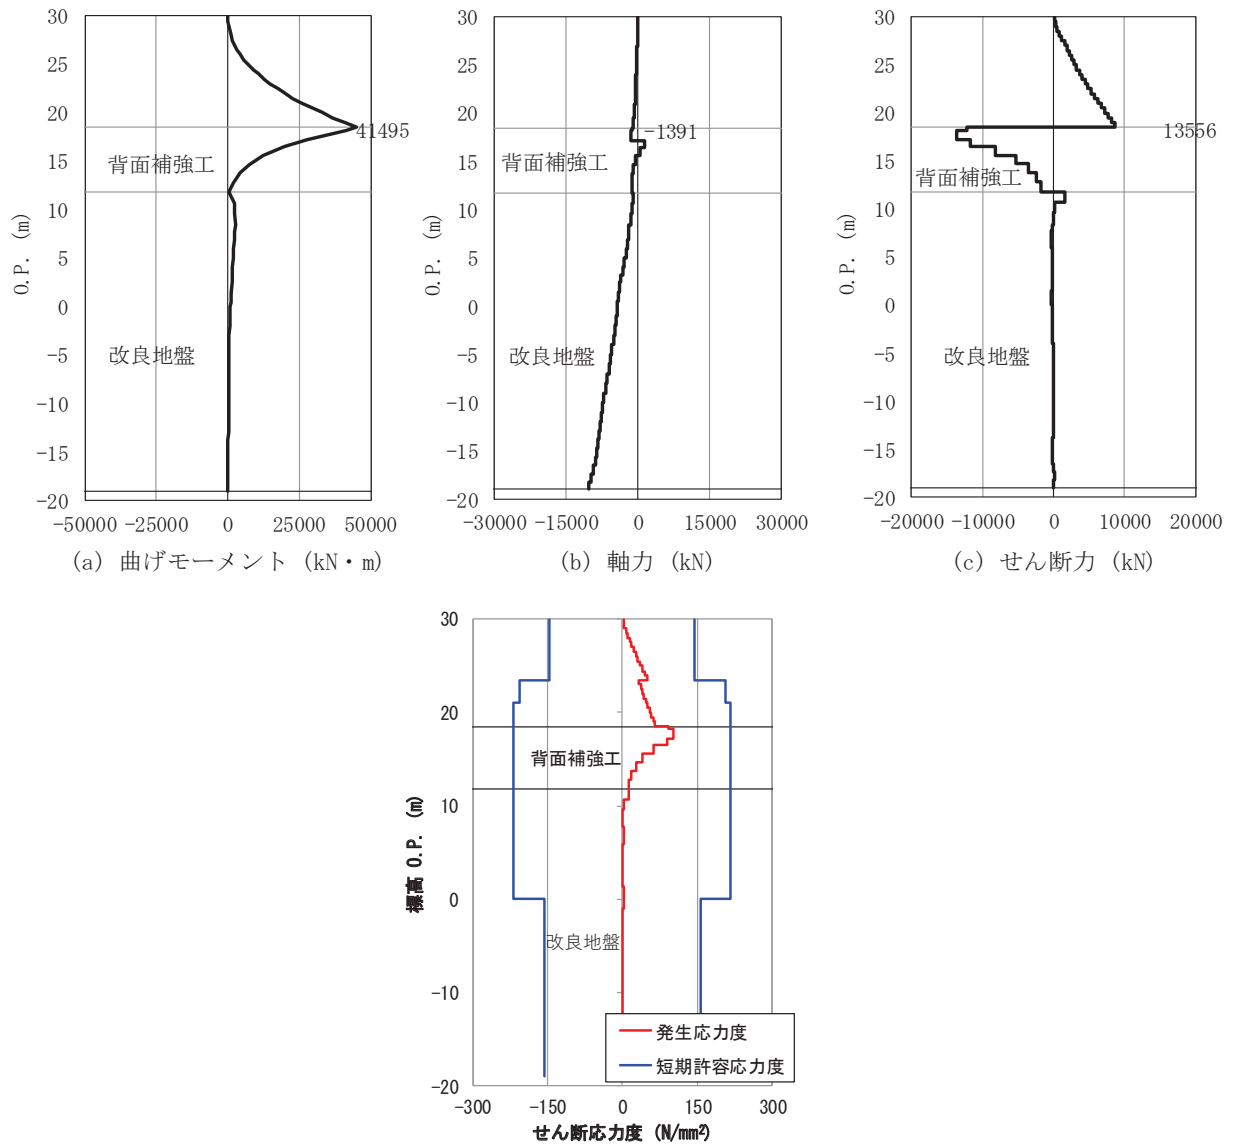 30
25
20
15
10
5
0
-5
-10
-15
-20
O.P. (m)
41495
背面補強工
改良地盤
-50000 -25000 0 25000 50000
(a) 曲げモーメント (kN・m)
30
25
20
15
10
5
0
-5
-10
-15
-20
O.P. (m)
-1391
背面補強工
改良地盤
-30000 -15000 0 15000 30000
(b) 軸力 (kN)
30
25
20
15
10
5
0
-5
-10
-15
-20
O.P. (m)
13556
背面補強工
改良地盤
-20000 -10000 0 10000 20000
(c) せん断力 (kN)
30
20
10
0
-10
-20
標高 O.P. (m)
背面補強工
改良地盤
発生応力度
短期許容応力度
-300 -150 0 150 300
せん断応力度 (N/mm²)